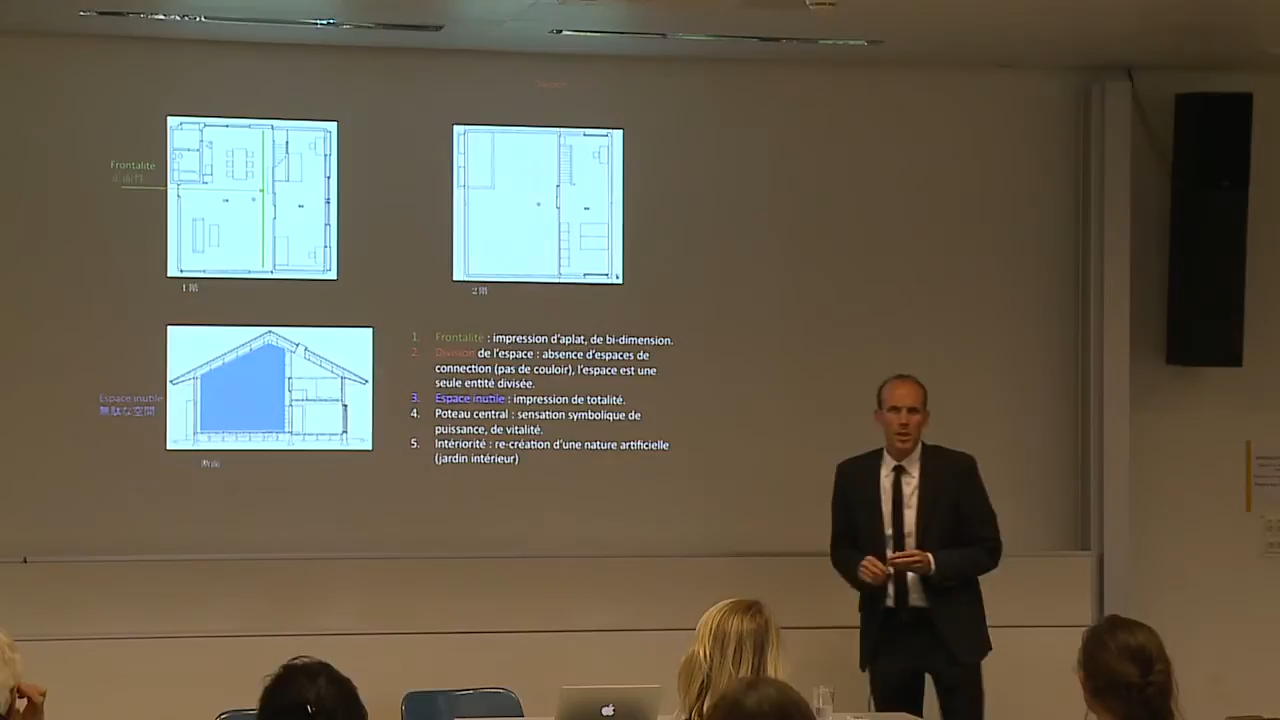 Frontalité
正面性
1階
2階
Espace inutile
無駄な空間
断面
1. Frontalité : impression d'aplat, de bi-dimension.
2. Division de l'espace : absence d'espaces de
connection (pas de couloir), l'espace est une
seule entité divisée.
3. Espace inutile : impression de totalité.
4. Poteau central : sensation symbolique de
puissance, de vitalité.
5. Intériorité : re-création d'une nature artificielle
(jardin intérieur)